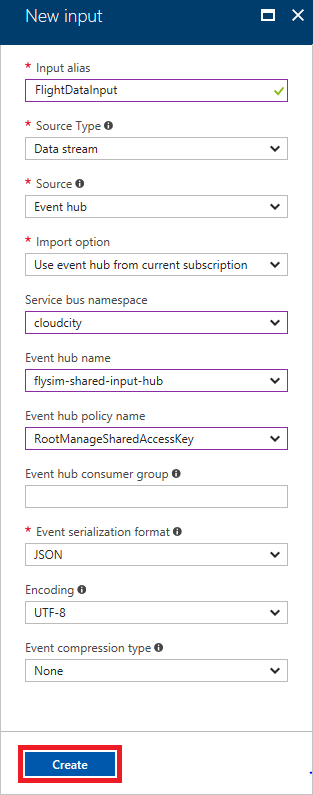 New input
* Input alias
FlightDataInput
* Source Type
Data stream
* Source
Event hub
* Import option
Use event hub from current subscription
Service bus namespace
cloudcity
Event hub name
flysim-shared-input-hub
Event hub policy name
RootManageSharedAccessKey
Event hub consumer group
* Event serialization format
JSON
Encoding
UTF-8
Event compression type
None
Create